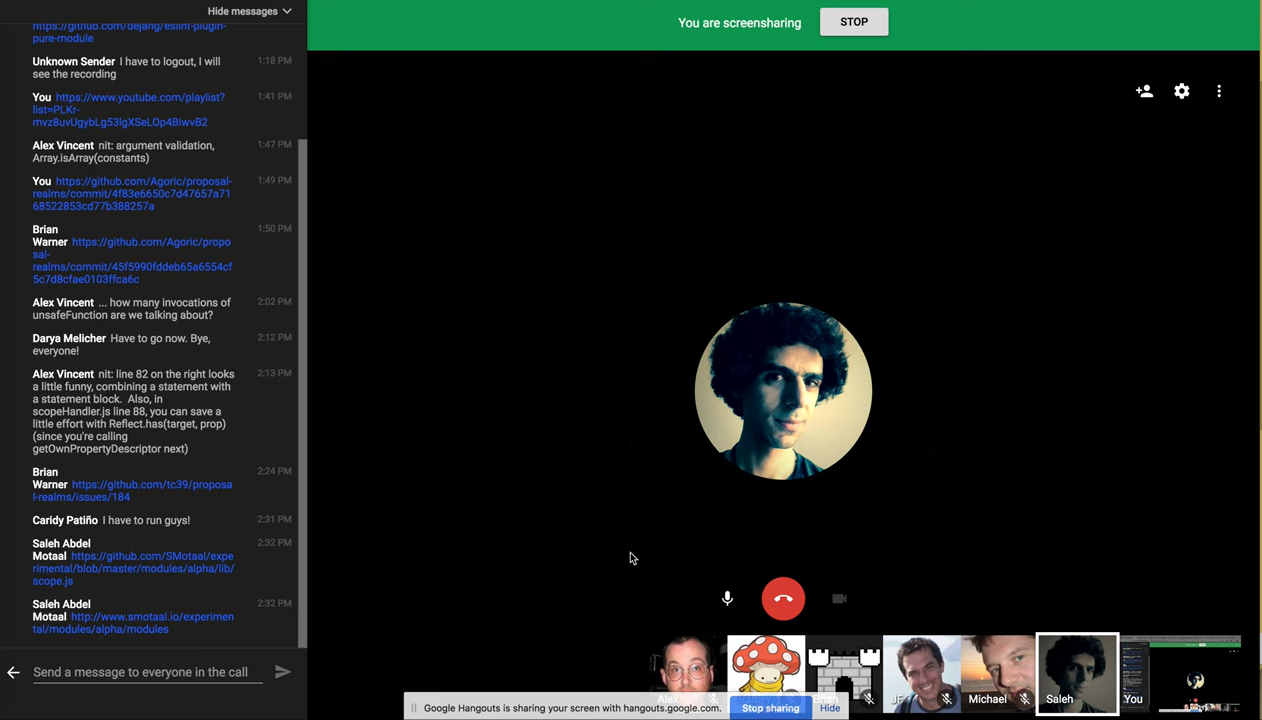 Hide messages
You are screensharing
STOP
https://github.com/dejang/eslint-plugin-
pure-module
Unknown Sender I have to logout, I will 1:18 PM
see the recording
You https://www.youtube.com/playlist? 1:41 PM
list=PLKr-
mvz8uvUgybLg53lgXSeLOp4BiwvB2
Alex Vincent nit: argument validation, 1:47 PM
Array.isArray(constants)
You https://github.com/Agoric/proposal- 1:49 PM
realms/commit/4f83e6650c7d47657a71
68522853cd77b388257a
Brian 1:50 PM
Warner https://github.com/Agoric/propo
sal-
realms/commit/45f5990fddeb65a6554cf
5c7d8cfae0103ffca6c
Alex Vincent ... how many invocations of 2:02 PM
unsafeFunction are we talking about?
Darya Melicher Have to go now. Bye, 2:12 PM
everyone!
Alex Vincent nit: line 82 on the right looks 2:13 PM
a little funny, combining a statement with
a statement block. Also, in
scopeHandler.js line 88, you can save a
little effort with Reflect.has(target, prop)
(since you're calling
getOwnPropertyDescriptor next)
Brian 2:24 PM
Warner https://github.com/tc39/proposa
l-realms/issues/184
Caridy Patiño I have to run guys! 2:31 PM
Saleh Abdel 2:32 PM
Motaal https://github.com/SMotaal/expe
rimental/blob/master/modules/alpha/lib/
scope.js
Saleh Abdel 2:32 PM
Motaal http://www.smotaal.io/experimen
tal/modules/alpha/modules
Send a message to everyone in the call
Alex
JF
Michael
Saleh
You
Google Hangouts is sharing your screen with hangouts.google.com.
Stop sharing
Hide